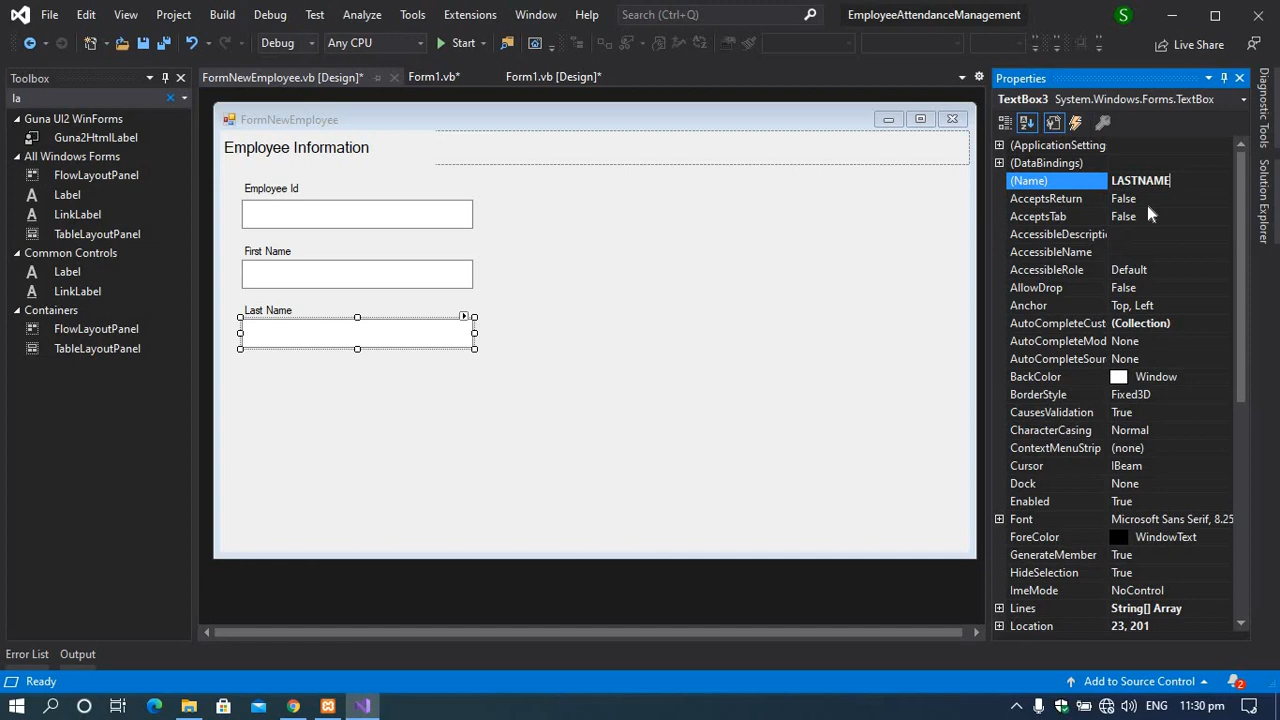 File Edit View Project Build Debug Test Analyze Tools Extensions Window Help Search (Ctrl+Q) EmployeeAttendanceManagement S
Debug Any CPU Start Live Share
Toolbox
la
Guna UI2 WinForms
Guna2HtmlLabel
All Windows Forms
FlowLayoutPanel
Label
LinkLabel
TableLayoutPanel
Common Controls
Label
LinkLabel
Containers
FlowLayoutPanel
TableLayoutPanel
FormNewEmployee.vb [Design]* Form1.vb* Form1.vb [Design]*
FormNewEmployee
Employee Information
Employee Id
First Name
Last Name
Properties
TextBox3 System.Windows.Forms.TextBox
(ApplicationSetting
(DataBindings)
(Name) LASTNAME
AcceptsReturn False
AcceptsTab False
AccessibleDescripti
AccessibleName
AccessibleRole Default
AllowDrop False
Anchor Top, Left
AutoCompleteCust (Collection)
AutoCompleteMod None
AutoCompleteSour None
BackColor Window
BorderStyle Fixed3D
CausesValidation True
CharacterCasing Normal
ContextMenuStrip (none)
Cursor IBeam
Dock None
Enabled True
Font Microsoft Sans Serif, 8.25
ForeColor WindowText
GenerateMember True
HideSelection True
ImeMode NoControl
Lines String[] Array
Location 23, 201
Diagnostic Tools
Solution Explorer
Error List Output
Ready Add to Source Control 2
ENG 11:30 pm